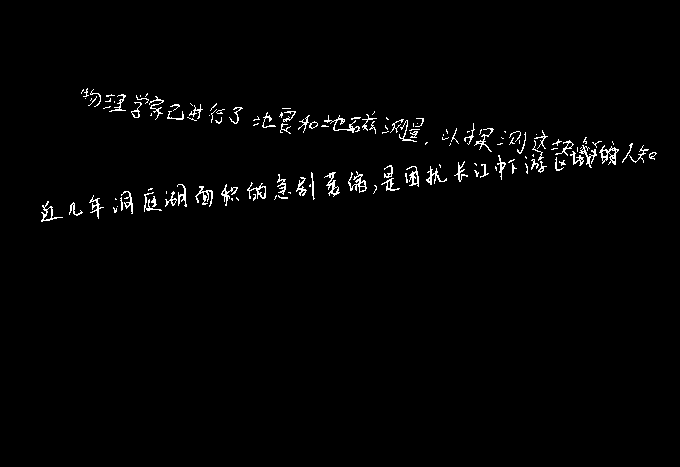 物理学家已进行了地震和地磁测量,以探测这
近几年洞庭湖面积的急剧萎缩,是困扰长江中下游区域的人